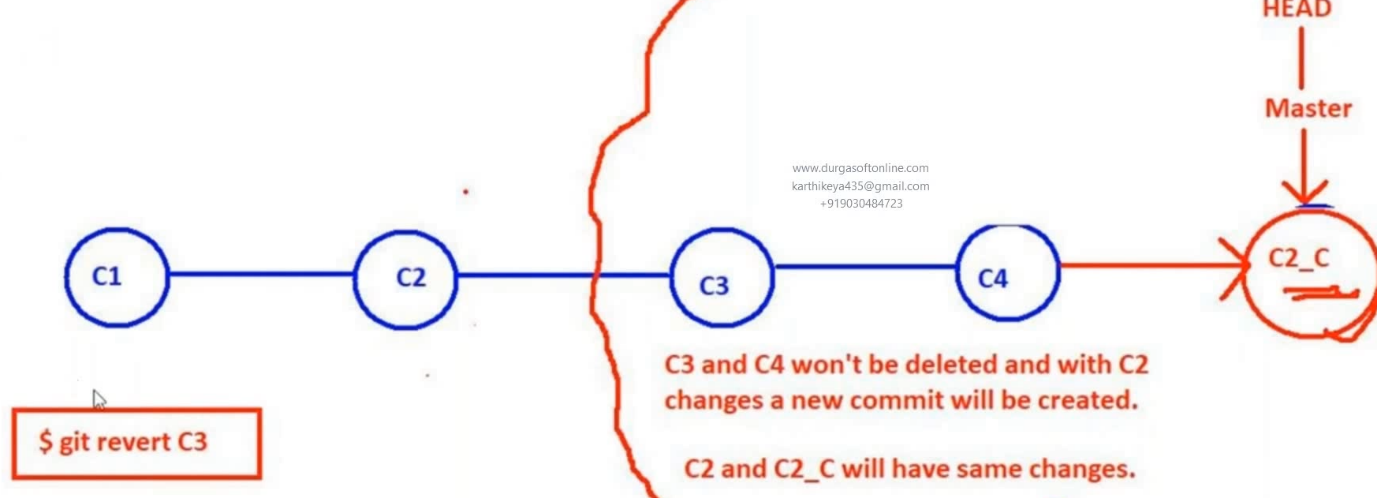 HEAD
Master
www.durgasoftonline.com
karthikeya435@gmail.com
+919030484723
C1
C2
C3
C4
C2_C
C3 and C4 won't be deleted and with C2
changes a new commit will be created.
$ git revert C3
C2 and C2_C will have same changes.